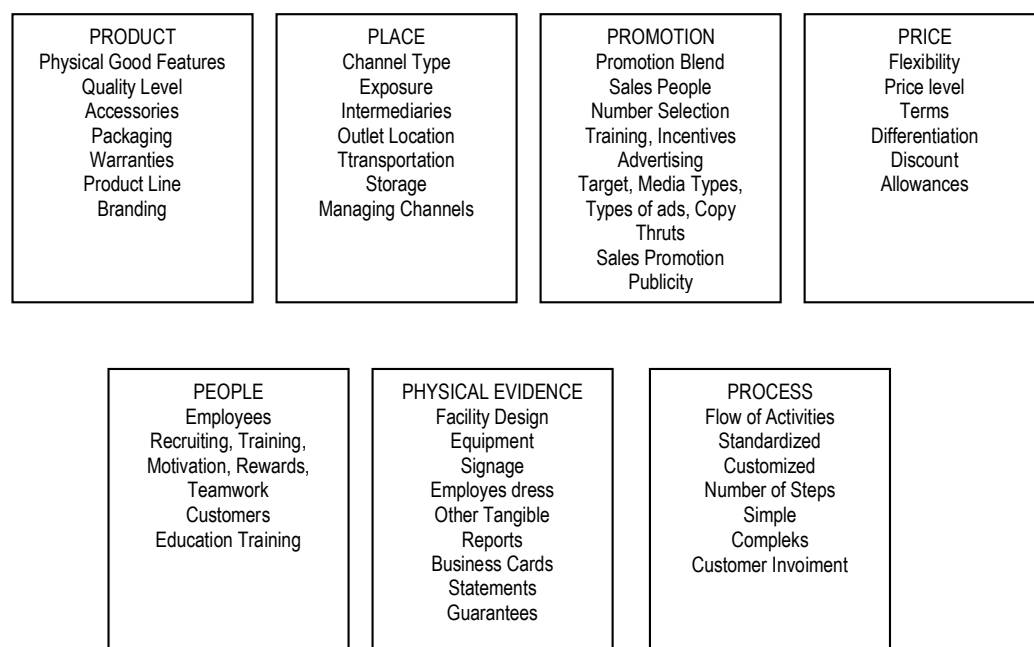 PRODUCT
Physical Good Features
Quality Level
Accessories
Packaging
Warranties
Product Line
Branding
PLACE
Channel Type
Exposure
Intermediaries
Outlet Location
Ttransportation
Storage
Managing Channels
PROMOTION
Promotion Blend
Sales People
Number Selection
Training, Incentives
Advertising
Target, Media Types,
Types of ads, Copy
Thruts
Sales Promotion
Publicity
PRICE
Flexibility
Price level
Terms
Differentiation
Discount
Allowances
PEOPLE
Employees
Recruiting, Training,
Motivation, Rewards,
Teamwork
Customers
Education Training
PHYSICAL EVIDENCE
Facility Design
Equipment
Signage
Employes dress
Other Tangible
Reports
Business Cards
Statements
Guarantees
PROCESS
Flow of Activities
Standardized
Customized
Number of Steps
Simple
Compleks
Customer Invoiment